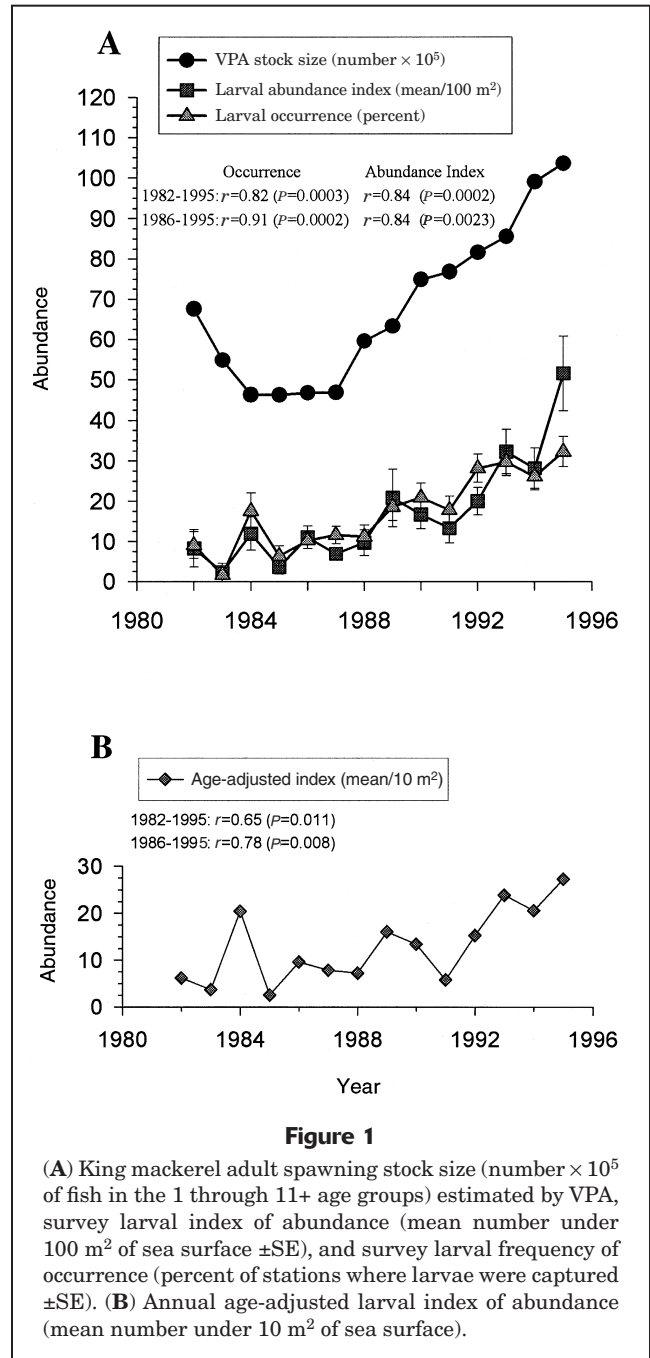 A
VPA stock size (number × 10⁵)
Larval abundance index (mean/100 m²)
Larval occurrence (percent)
120
110
100
90
80
70
60
50
40
30
20
10
0
Abundance
Occurrence Abundance Index
1982-1995: r=0.82 (P=0.0003) r=0.84 (P=0.0002)
1986-1995: r=0.91 (P=0.0002) r=0.84 (P=0.0023)
1980 1984 1988 1992 1996
B
Age-adjusted index (mean/10 m²)
1982-1995: r=0.65 (P=0.011)
1986-1995: r=0.78 (P=0.008)
30
20
10
0
Abundance
1980 1984 1988 1992 1996
Year
Figure 1
(A) King mackerel adult spawning stock size (number × 10⁵
of fish in the 1 through 11+ age groups) estimated by VPA,
survey larval index of abundance (mean number under
100 m² of sea surface ±SE), and survey larval frequency of
occurrence (percent of stations where larvae were captured
±SE). (B) Annual age-adjusted larval index of abundance
(mean number under 10 m² of sea surface).